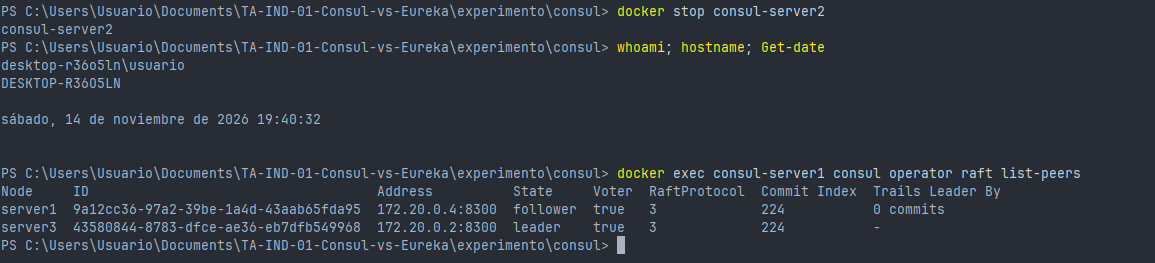 PS C:\Users\Usuario\Documents\TA-IND-01-Consul-vs-Eureka\experimento\consul> docker stop consul-server2
consul-server2
PS C:\Users\Usuario\Documents\TA-IND-01-Consul-vs-Eureka\experimento\consul> whoami; hostname; Get-date
desktop-r36o5ln\usuario
DESKTOP-R36O5LN
sábado, 14 de noviembre de 2026 19:40:32
PS C:\Users\Usuario\Documents\TA-IND-01-Consul-vs-Eureka\experimento\consul> docker exec consul-server1 consul operator raft list-peers
Node ID Address State Voter RaftProtocol Commit Index Trails Leader By
server1 9a12cc36-97a2-39be-1a4d-43aab65fda95 172.20.0.4:8300 follower true 3 224 0 commits
server3 43580844-8783-dfce-ae36-eb7dfb549968 172.20.0.2:8300 leader true 3 224 -
PS C:\Users\Usuario\Documents\TA-IND-01-Consul-vs-Eureka\experimento\consul>